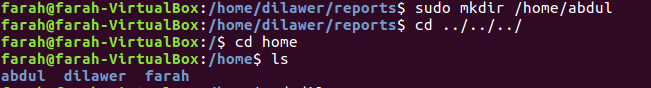 farah@farah-VirtualBox:/home/dilawer/reports$ sudo mkdir /home/abdul
farah@farah-VirtualBox:/home/dilawer/reports$ cd ../../../
farah@farah-VirtualBox:/$ cd home
farah@farah-VirtualBox:/home$ ls
abdul  dilawer  farah